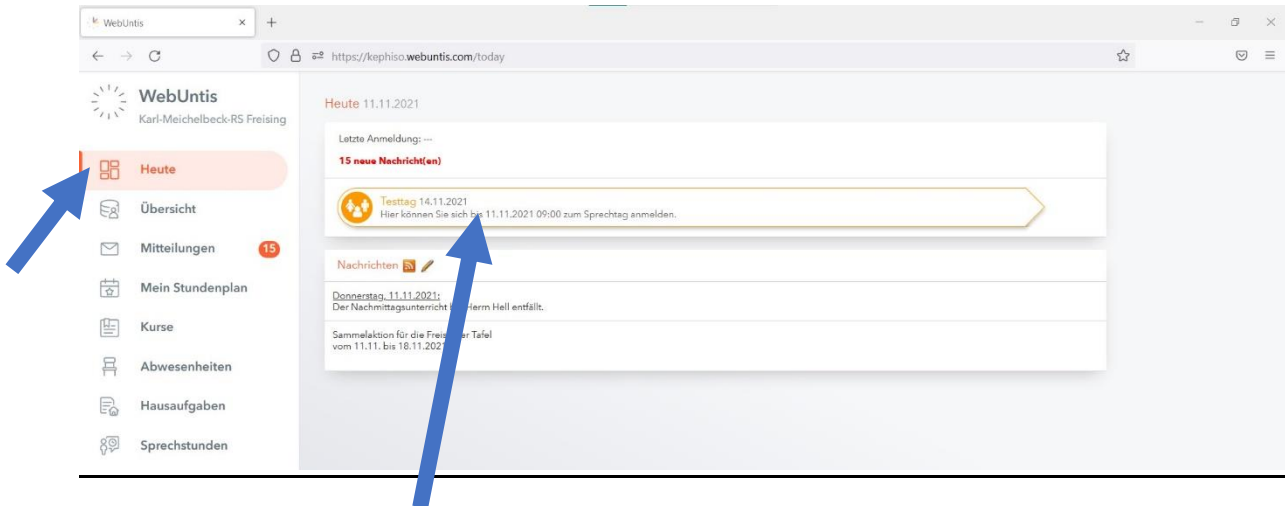 WebUntis
https://kephiso.webuntis.com/today
WebUntis
Karl-Meichelbeck-RS Freising
Heute
Übersicht
Mitteilungen 15
Mein Stundenplan
Kurse
Abwesenheiten
Hausaufgaben
Sprechstunden
Heute 11.11.2021
Letzte Anmeldung: ---
15 neue Nachricht(en)
Testtag 14.11.2021
Hier können Sie sich bis 11.11.2021 09:00 zum Sprechtag anmelden.
Nachrichten
Donnerstag, 11.11.2021:
Der Nachmittagsunterricht Herrn Hell entfällt.
Sammelaktion für die Tafel
vom 11.11. bis 18.11.2021